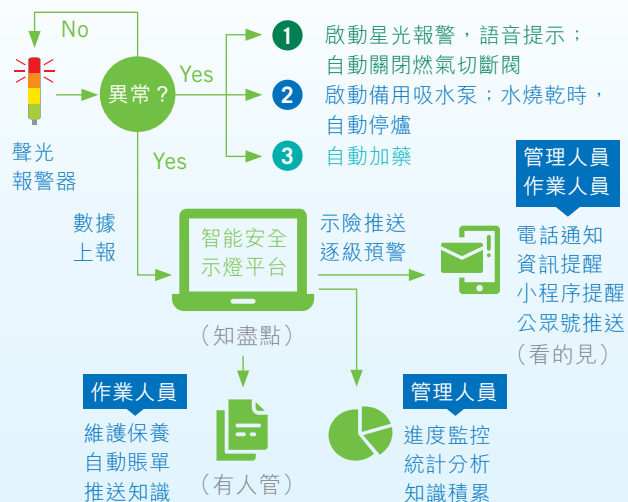 No
異常？
Yes
Yes
聲光
報警器
1
啟動星光報警，語音提示；
自動關閉燃氣切斷閥
2
啟動備用吸水泵；水燒乾時，
自動停爐
3
自動加藥
數據
上報
智能安全
示燈平台
（知盡點）
示險推送
逐級預警
管理人員
作業人員
電話通知
資訊提醒
小程序提醒
公眾號推送
（看的見）
作業人員
維護保養
自動賬單
推送知識
（有人管）
管理人員
進度監控
統計分析
知識積累